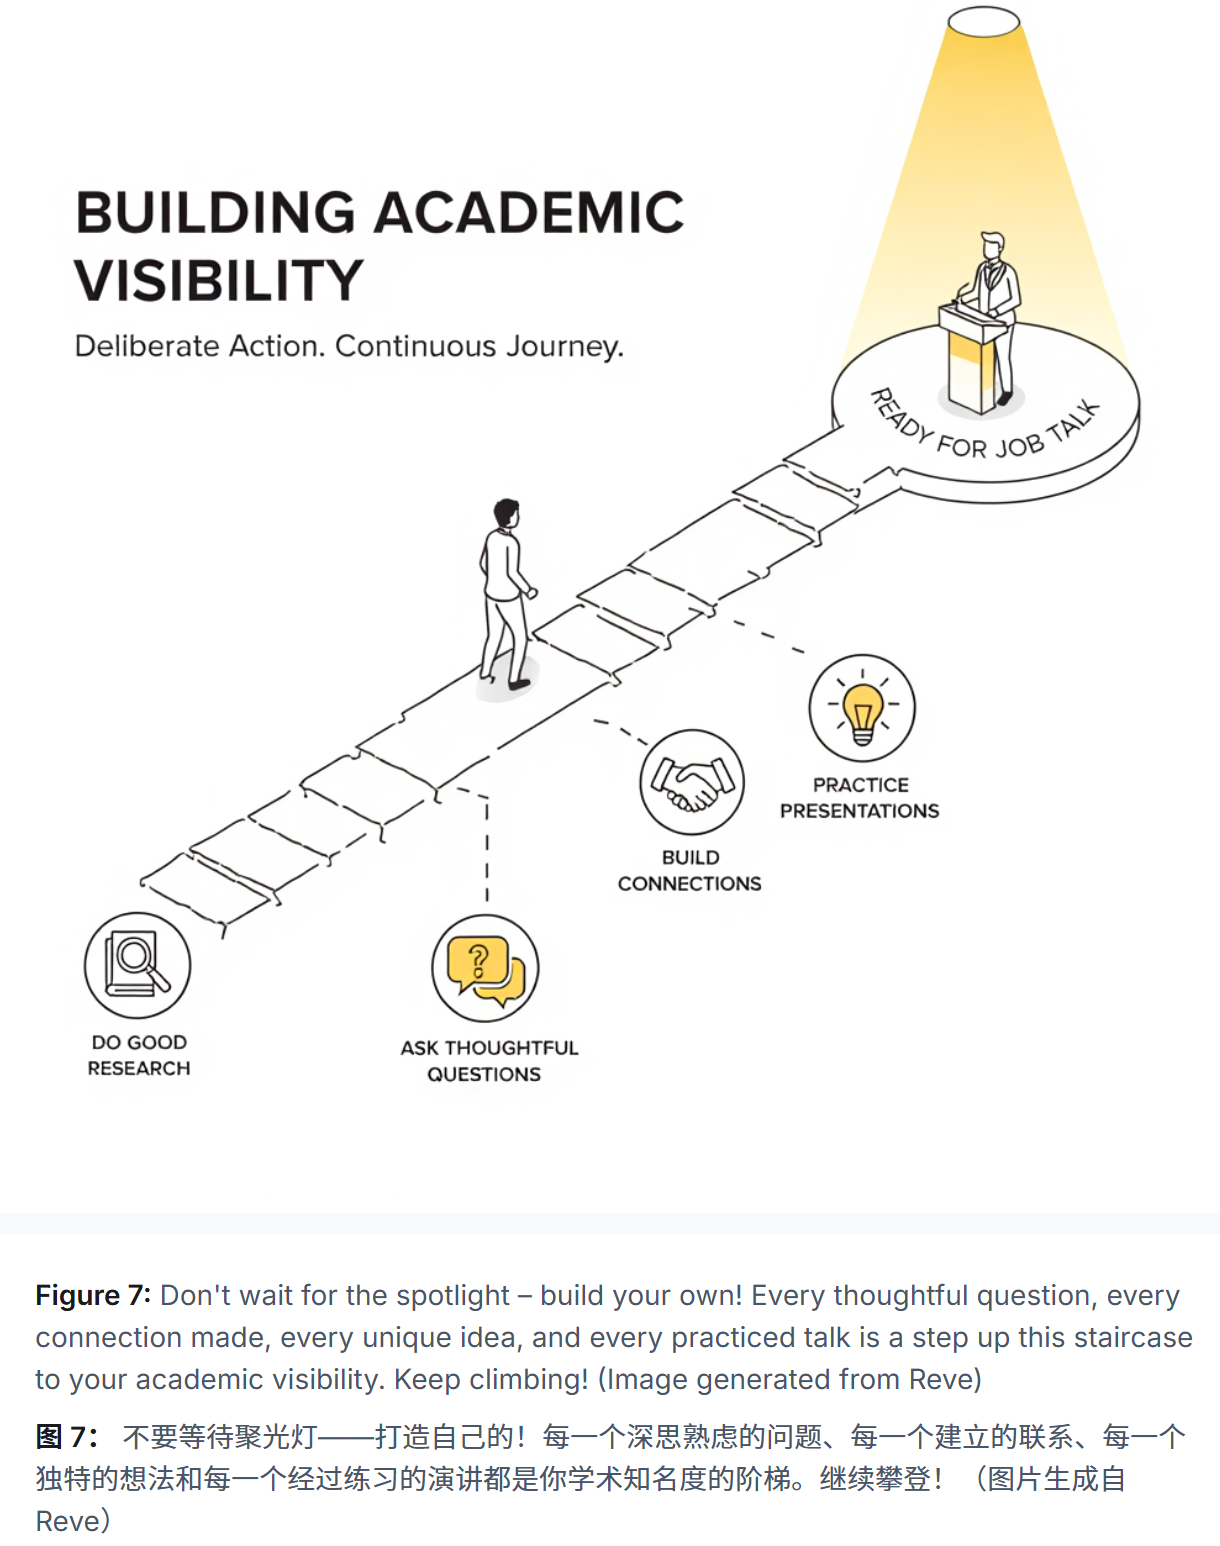 BUILDING ACADEMIC
VISIBILITY
Deliberate Action. Continuous Journey.
READY FOR JOB TALK
PRACTICE
PRESENTATIONS
BUILD
CONNECTIONS
?
DO GOOD
RESEARCH
ASK THOUGHTFUL
QUESTIONS
Figure 7: Don't wait for the spotlight – build your own! Every thoughtful question, every
connection made, every unique idea, and every practiced talk is a step up this staircase
to your academic visibility. Keep climbing! (Image generated from Reve)
图 7： 不要等待聚光灯——打造自己的！每一个深思熟虑的问题、每一个建立的联系、每一个
独特的想法和每一个经过练习的演讲都是你学术知名度的阶梯。继续攀登！（图片生成自
Reve）